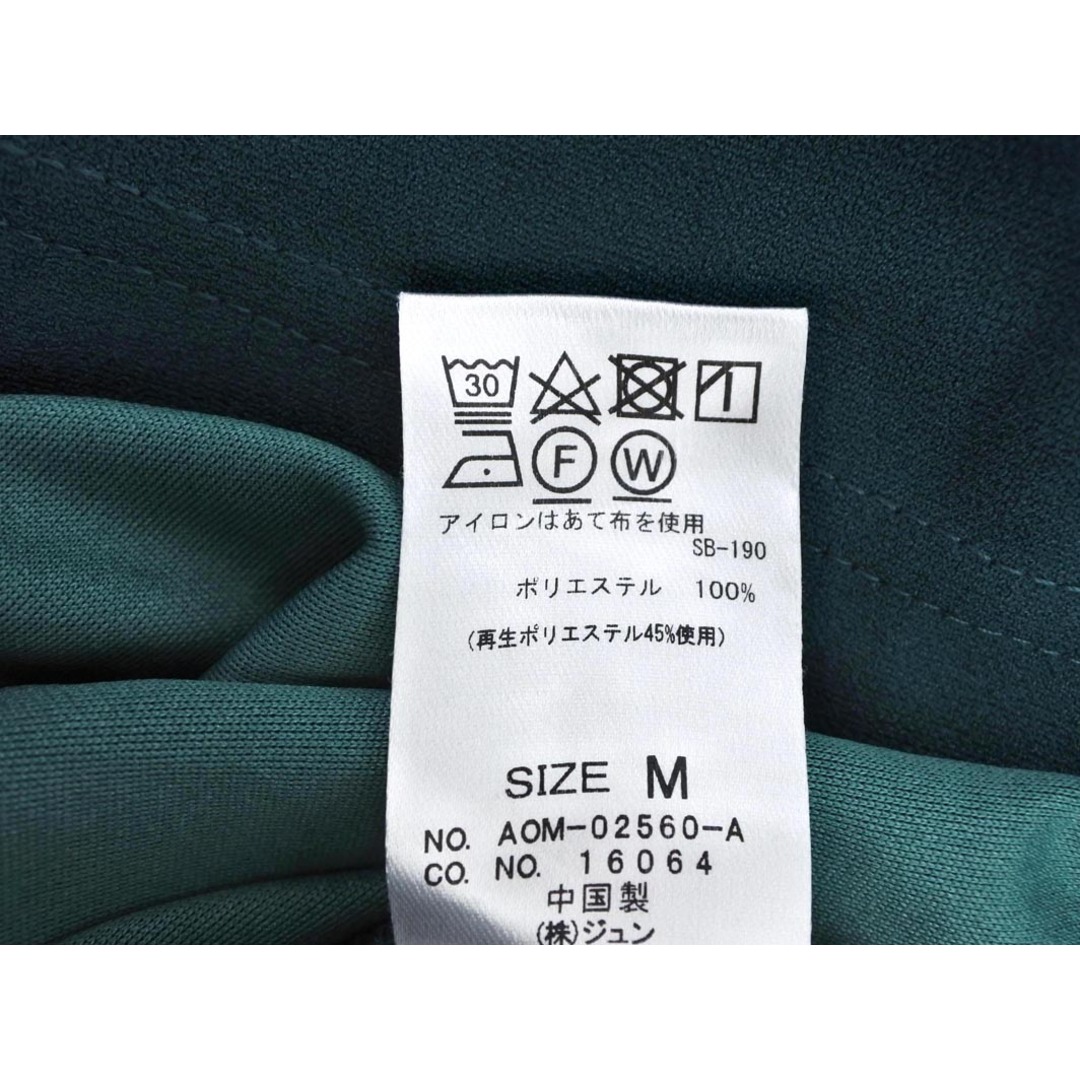 30
F W
アイロンはあて布を使用
SB-190
ポリエステル 100%
(再生ポリエステル45%使用)
SIZE M
NO. AOM-02560-A
CO. NO. 16064
中国製
(株)ジュン